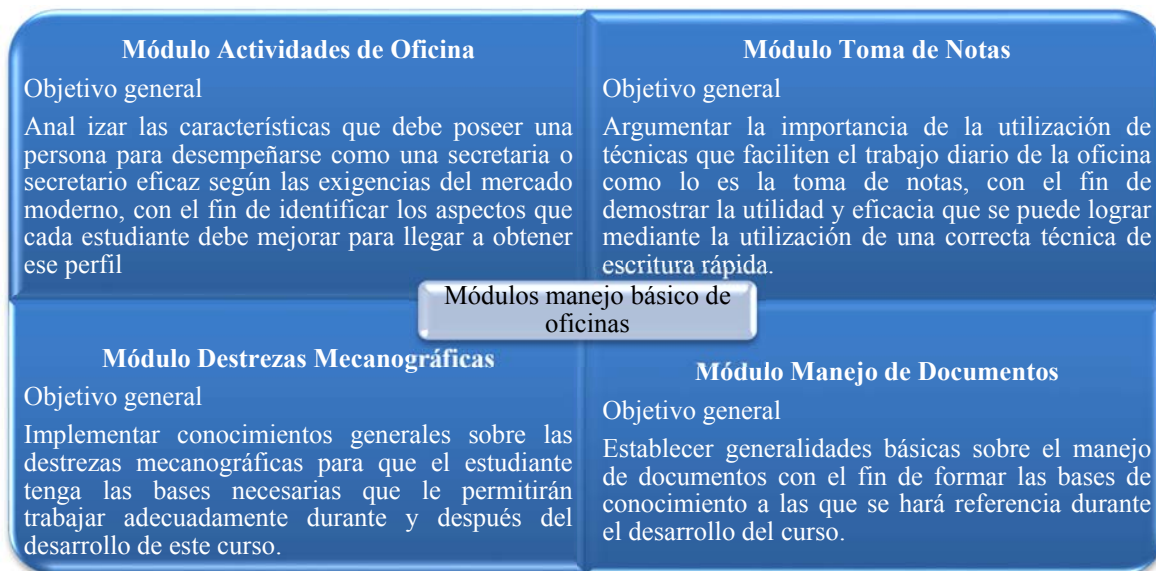 Módulo Actividades de Oficina
Objetivo general
Anal izar las características que debe poseer una
persona para desempeñarse como una secretaria o
secretario eficaz según las exigencias del mercado
moderno, con el fin de identificar los aspectos que
cada estudiante debe mejorar para llegar a obtener
ese perfil
Módulo Toma de Notas
Objetivo general
Argumentar la importancia de la utilización de
técnicas que faciliten el trabajo diario de la oficina
como lo es la toma de notas, con el fin de
demostrar la utilidad y eficacia que se puede lograr
mediante la utilización de una correcta técnica de
escritura rápida.
Módulos manejo básico de
oficinas
Módulo Destrezas Mecanográficas
Objetivo general
Implementar conocimientos generales sobre las
destrezas mecanográficas para que el estudiante
tenga las bases necesarias que le permitirán
trabajar adecuadamente durante y después del
desarrollo de este curso.
Módulo Manejo de Documentos
Objetivo general
Establecer generalidades básicas sobre el manejo
de documentos con el fin de formar las bases de
conocimiento a las que se hará referencia durante
el desarrollo del curso.